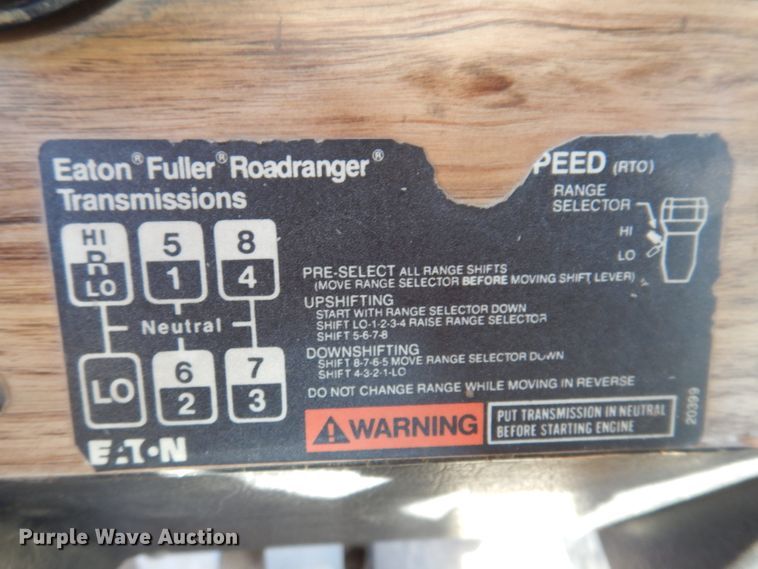 Eaton® Fuller® Roadranger®
Transmissions
PEED (RTO)
RANGE
SELECTOR
HI
LO
HI
R
LO
5
1
8
4
Neutral
LO
6
2
7
3
PRE-SELECT ALL RANGE SHIFTS
(MOVE RANGE SELECTOR BEFORE MOVING SHIFT LEVER)
UPSHIFTING
START WITH RANGE SELECTOR DOWN
SHIFT LO-1-2-3-4 RAISE RANGE SELECTOR
SHIFT 5-6-7-8
DOWNSHIFTING
SHIFT 8-7-6-5 MOVE RANGE SELECTOR DOWN
SHIFT 4-3-2-1-LO
DO NOT CHANGE RANGE WHILE MOVING IN REVERSE
WARNING
PUT TRANSMISSION IN NEUTRAL
BEFORE STARTING ENGINE
20399
EATON
Purple Wave Auction®